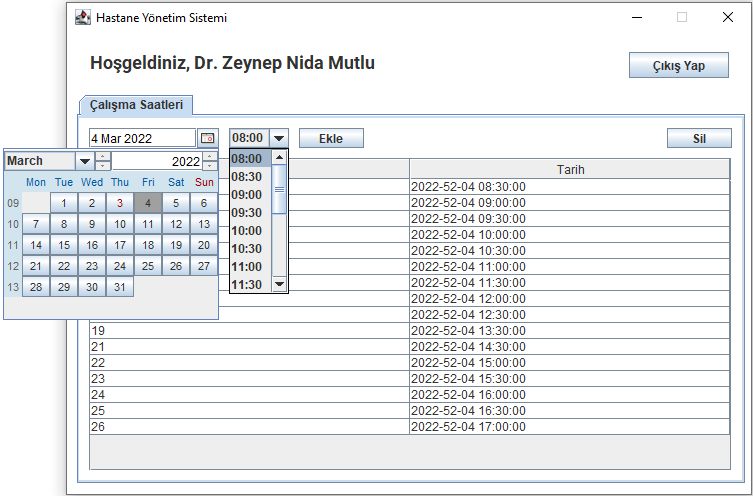 Hastane Yönetim Sistemi
Hoşgeldiniz, Dr. Zeynep Nida Mutlu
Çıkış Yap
Çalışma Saatleri
4 Mar 2022 08:00 Ekle Sil
March 2022
Mon Tue Wed Thu Fri Sat Sun
09 1 2 3 4 5 6
10 7 8 9 10 11 12 13
11 14 15 16 17 18 19 20
12 21 22 23 24 25 26 27
13 28 29 30 31
08:00
08:30
09:00
09:30
10:00
10:30
11:00
11:30
Tarih
2022-52-04 08:30:00
2022-52-04 09:00:00
2022-52-04 09:30:00
2022-52-04 10:00:00
2022-52-04 10:30:00
2022-52-04 11:00:00
2022-52-04 11:30:00
2022-52-04 12:00:00
2022-52-04 12:30:00
19 2022-52-04 13:30:00
21 2022-52-04 14:30:00
22 2022-52-04 15:00:00
23 2022-52-04 15:30:00
24 2022-52-04 16:00:00
25 2022-52-04 16:30:00
26 2022-52-04 17:00:00